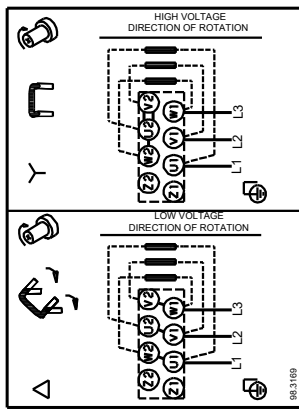 HIGH VOLTAGE
DIRECTION OF ROTATION
V2
W1
L3
U2
V1
L2
W2
U1
L1
Z2
Z1
LOW VOLTAGE
DIRECTION OF ROTATION
V2
W1
L3
U2
V1
L2
W2
U1
L1
Z2
Z1
98.3169